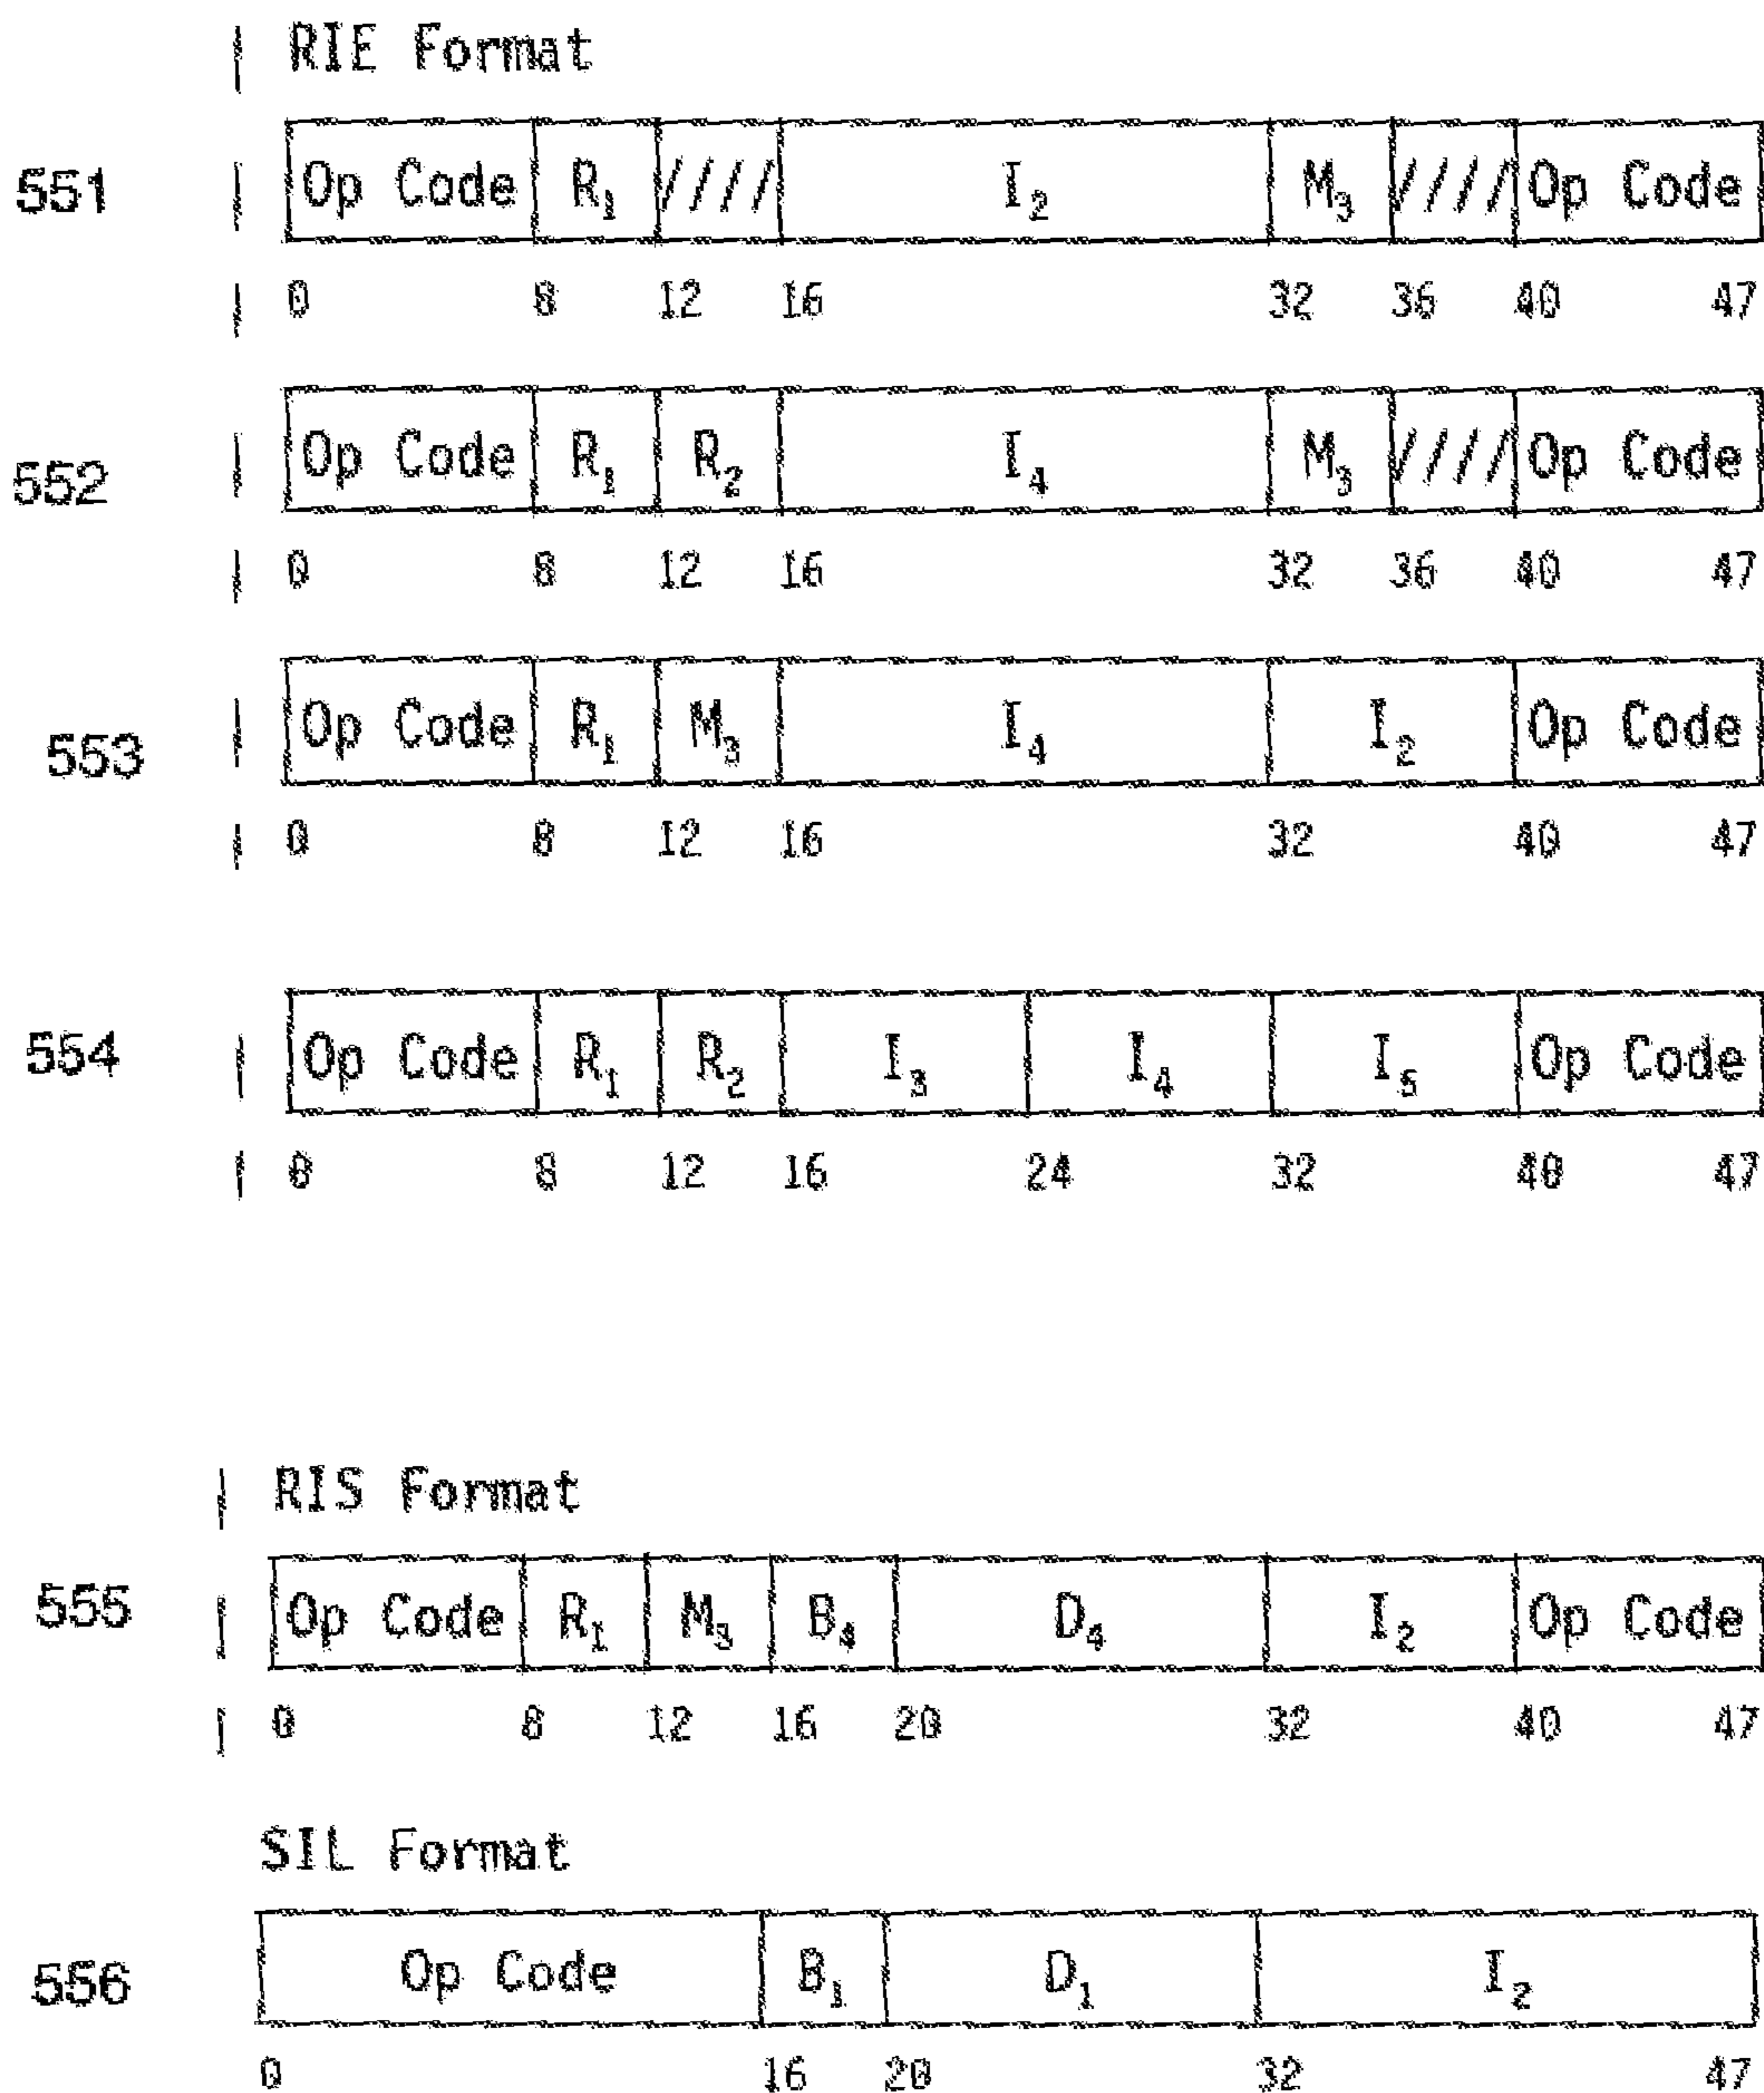 RIE Format
551 Op Code R₁ //// I₂ M₃ //// Op Code
0 8 12 16 32 36 40 47
552 Op Code R₁ R₂ I₄ M₃ //// Op Code
0 8 12 16 32 36 40 47
553 Op Code R₁ M₃ I₄ I₂ Op Code
0 8 12 16 32 40 47
554 Op Code R₁ R₂ I₃ I₄ I₅ Op Code
0 8 12 16 24 32 40 47
RIS Format
555 Op Code R₁ M₃ B₄ D₄ I₂ Op Code
0 8 12 16 20 32 40 47
SIL Format
556 Op Code B₁ D₁ I₂
0 16 20 32 47